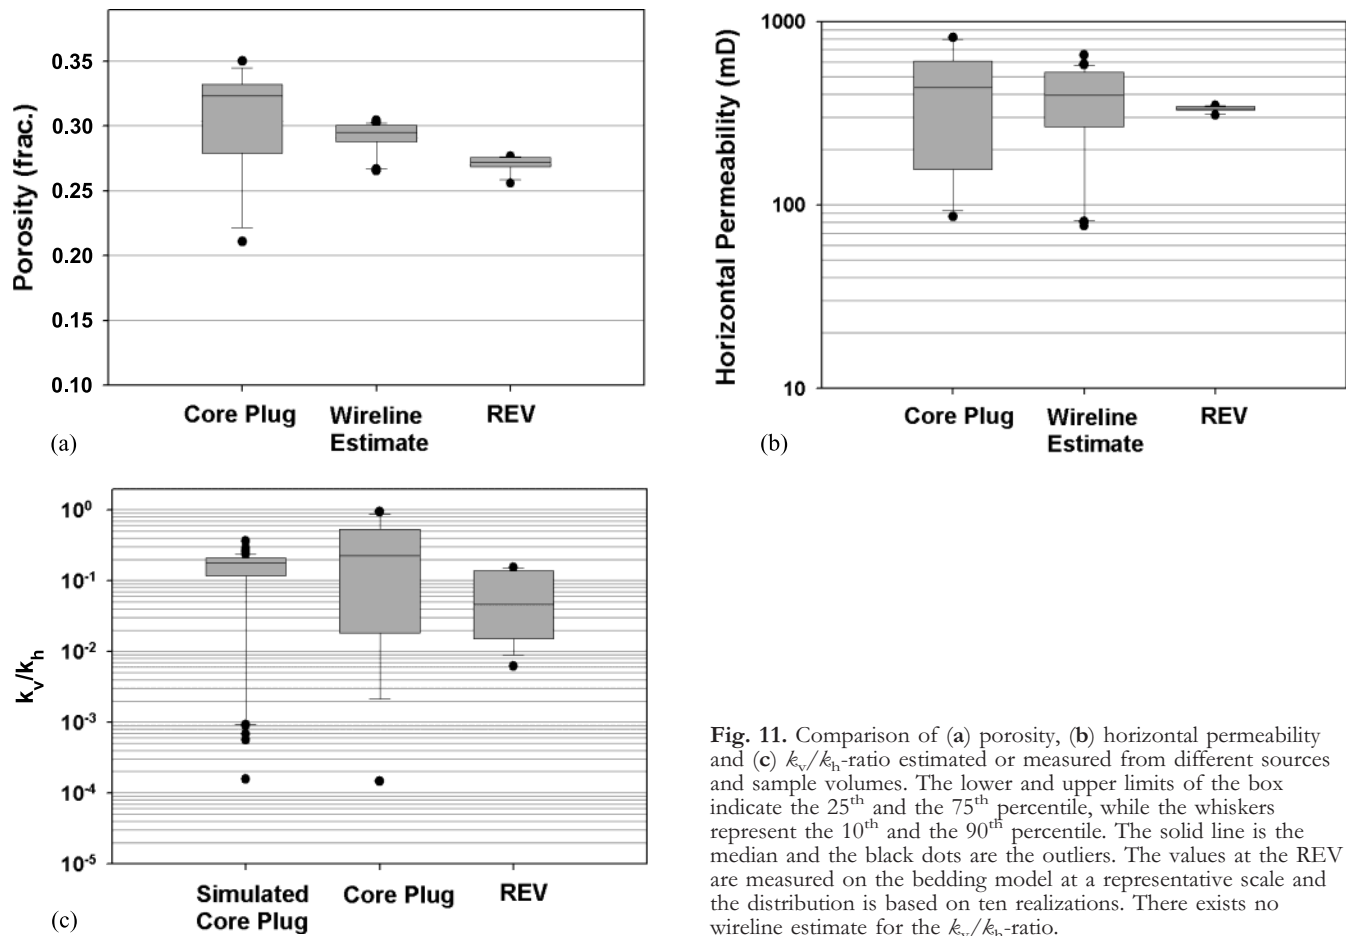 Porosity (frac.)
0.35
0.30
0.25
0.20
0.15
0.10
Core Plug
Wireline
Estimate
REV
(a)
Horizontal Permeability (mD)
1000
100
10
Core Plug
Wireline
Estimate
REV
(b)
kv/kh
10^0
10^-1
10^-2
10^-3
10^-4
10^-5
Simulated
Core Plug
Core Plug
REV
(c)
Fig. 11. Comparison of (a) porosity, (b) horizontal permeability
and (c) kv/kh-ratio estimated or measured from different sources
and sample volumes. The lower and upper limits of the box
indicate the 25th and the 75th percentile, while the whiskers
represent the 10th and the 90th percentile. The solid line is the
median and the black dots are the outliers. The values at the REV
are measured on the bedding model at a representative scale and
the distribution is based on ten realizations. There exists no
wireline estimate for the kv/kh-ratio.